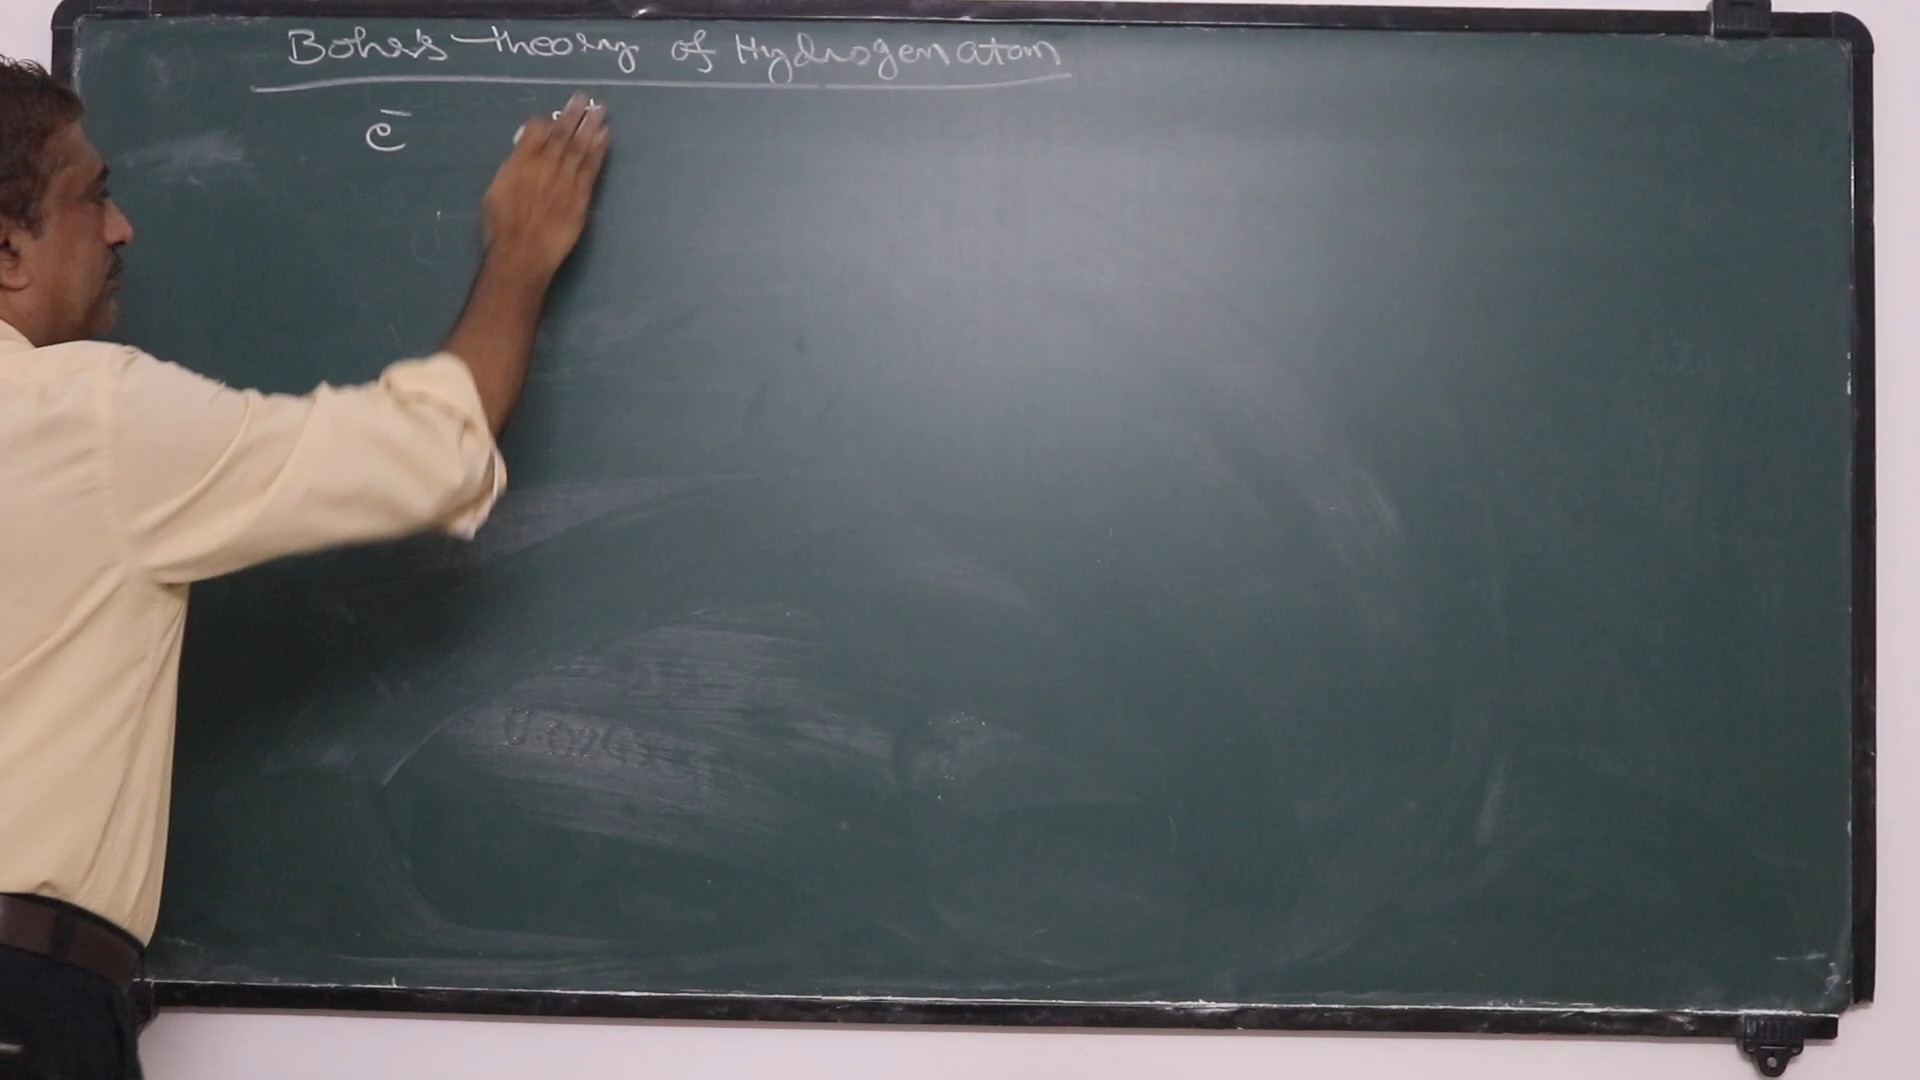 Bohr's theory of Hydrogen atom
e⁻